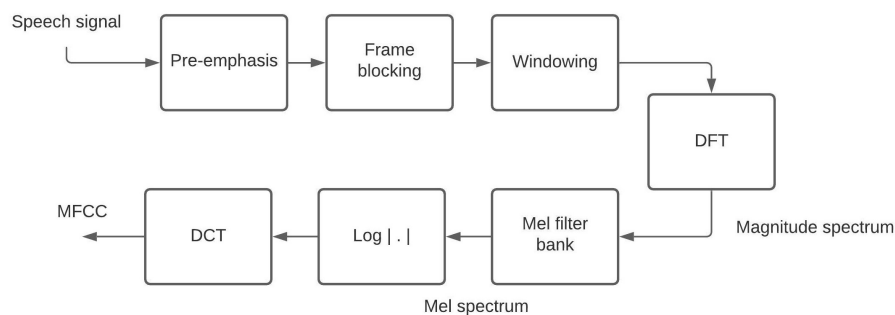 Speech signal
Pre-emphasis
Frame
blocking
Windowing
DFT
Magnitude spectrum
Mel filter
bank
Mel spectrum
Log | . |
DCT
MFCC